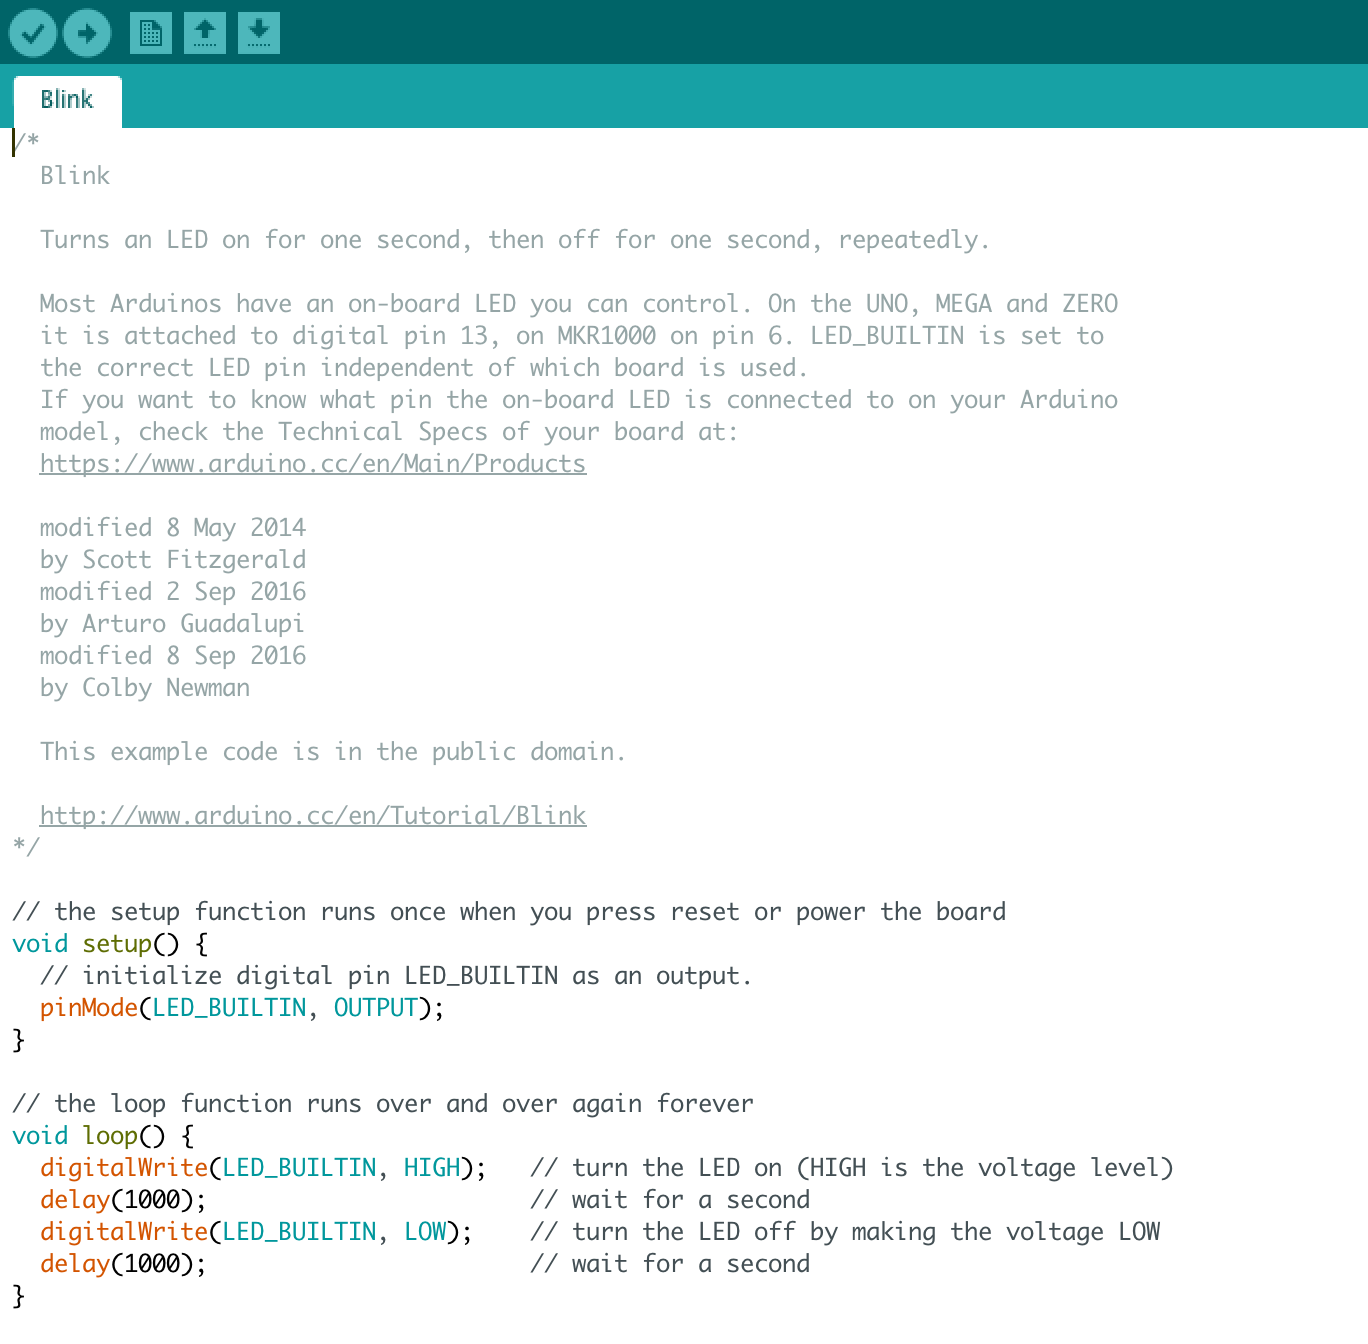 Blink
/*
  Blink

  Turns an LED on for one second, then off for one second, repeatedly.

  Most Arduinos have an on-board LED you can control. On the UNO, MEGA and ZERO
  it is attached to digital pin 13, on MKR1000 on pin 6. LED_BUILTIN is set to
  the correct LED pin independent of which board is used.
  If you want to know what pin the on-board LED is connected to on your Arduino
  model, check the Technical Specs of your board at:
  https://www.arduino.cc/en/Main/Products

  modified 8 May 2014
  by Scott Fitzgerald
  modified 2 Sep 2016
  by Arturo Guadalupi
  modified 8 Sep 2016
  by Colby Newman

  This example code is in the public domain.

  http://www.arduino.cc/en/Tutorial/Blink
*/

// the setup function runs once when you press reset or power the board
void setup() {
  // initialize digital pin LED_BUILTIN as an output.
  pinMode(LED_BUILTIN, OUTPUT);
}

// the loop function runs over and over again forever
void loop() {
  digitalWrite(LED_BUILTIN, HIGH);   // turn the LED on (HIGH is the voltage level)
  delay(1000);                       // wait for a second
  digitalWrite(LED_BUILTIN, LOW);    // turn the LED off by making the voltage LOW
  delay(1000);                       // wait for a second
}